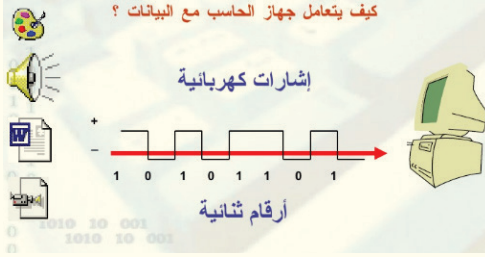 كيف يتعامل جهاز الحاسب مع البيانات ؟
إشارات كهربائية
+
–
1 0 1 0 1 1 0 1
أرقام ثنائية
1010 10 001
1010 10 001
W